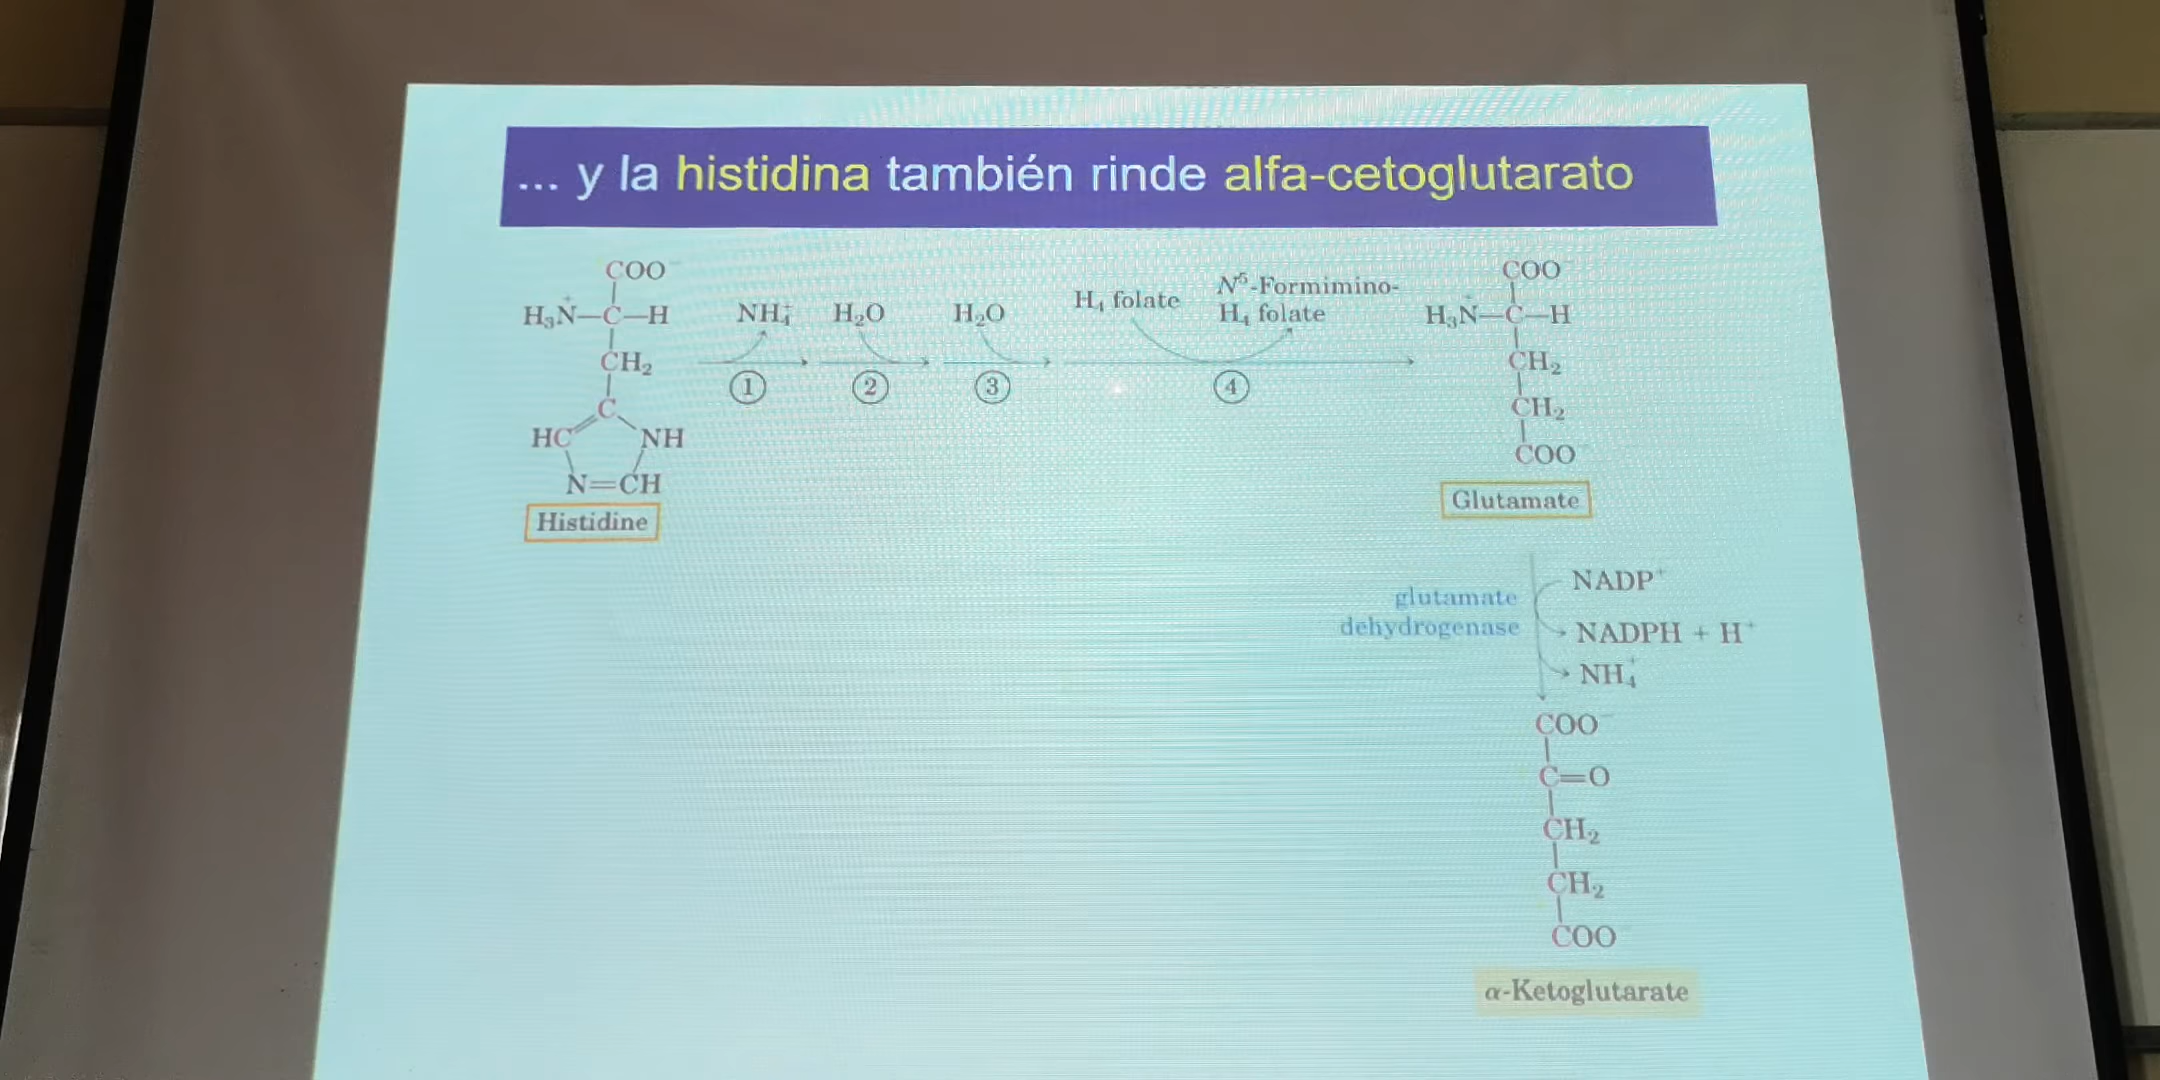 ... y la histidina también rinde alfa-cetoglutarato
COO⁻
H₃N⁺—C—H
CH₂
C
HC NH
N=CH
Histidine
NH₄⁺ H₂O H₂O H₄ folate N⁵-Formimino-
H₄ folate
① ② ③ ④
COO⁻
H₃N⁺—C—H
CH₂
CH₂
COO⁻
Glutamate
glutamate
dehydrogenase
NADP⁺
NADPH + H⁺
NH₄⁺
COO⁻
C=O
CH₂
CH₂
COO⁻
α-Ketoglutarate